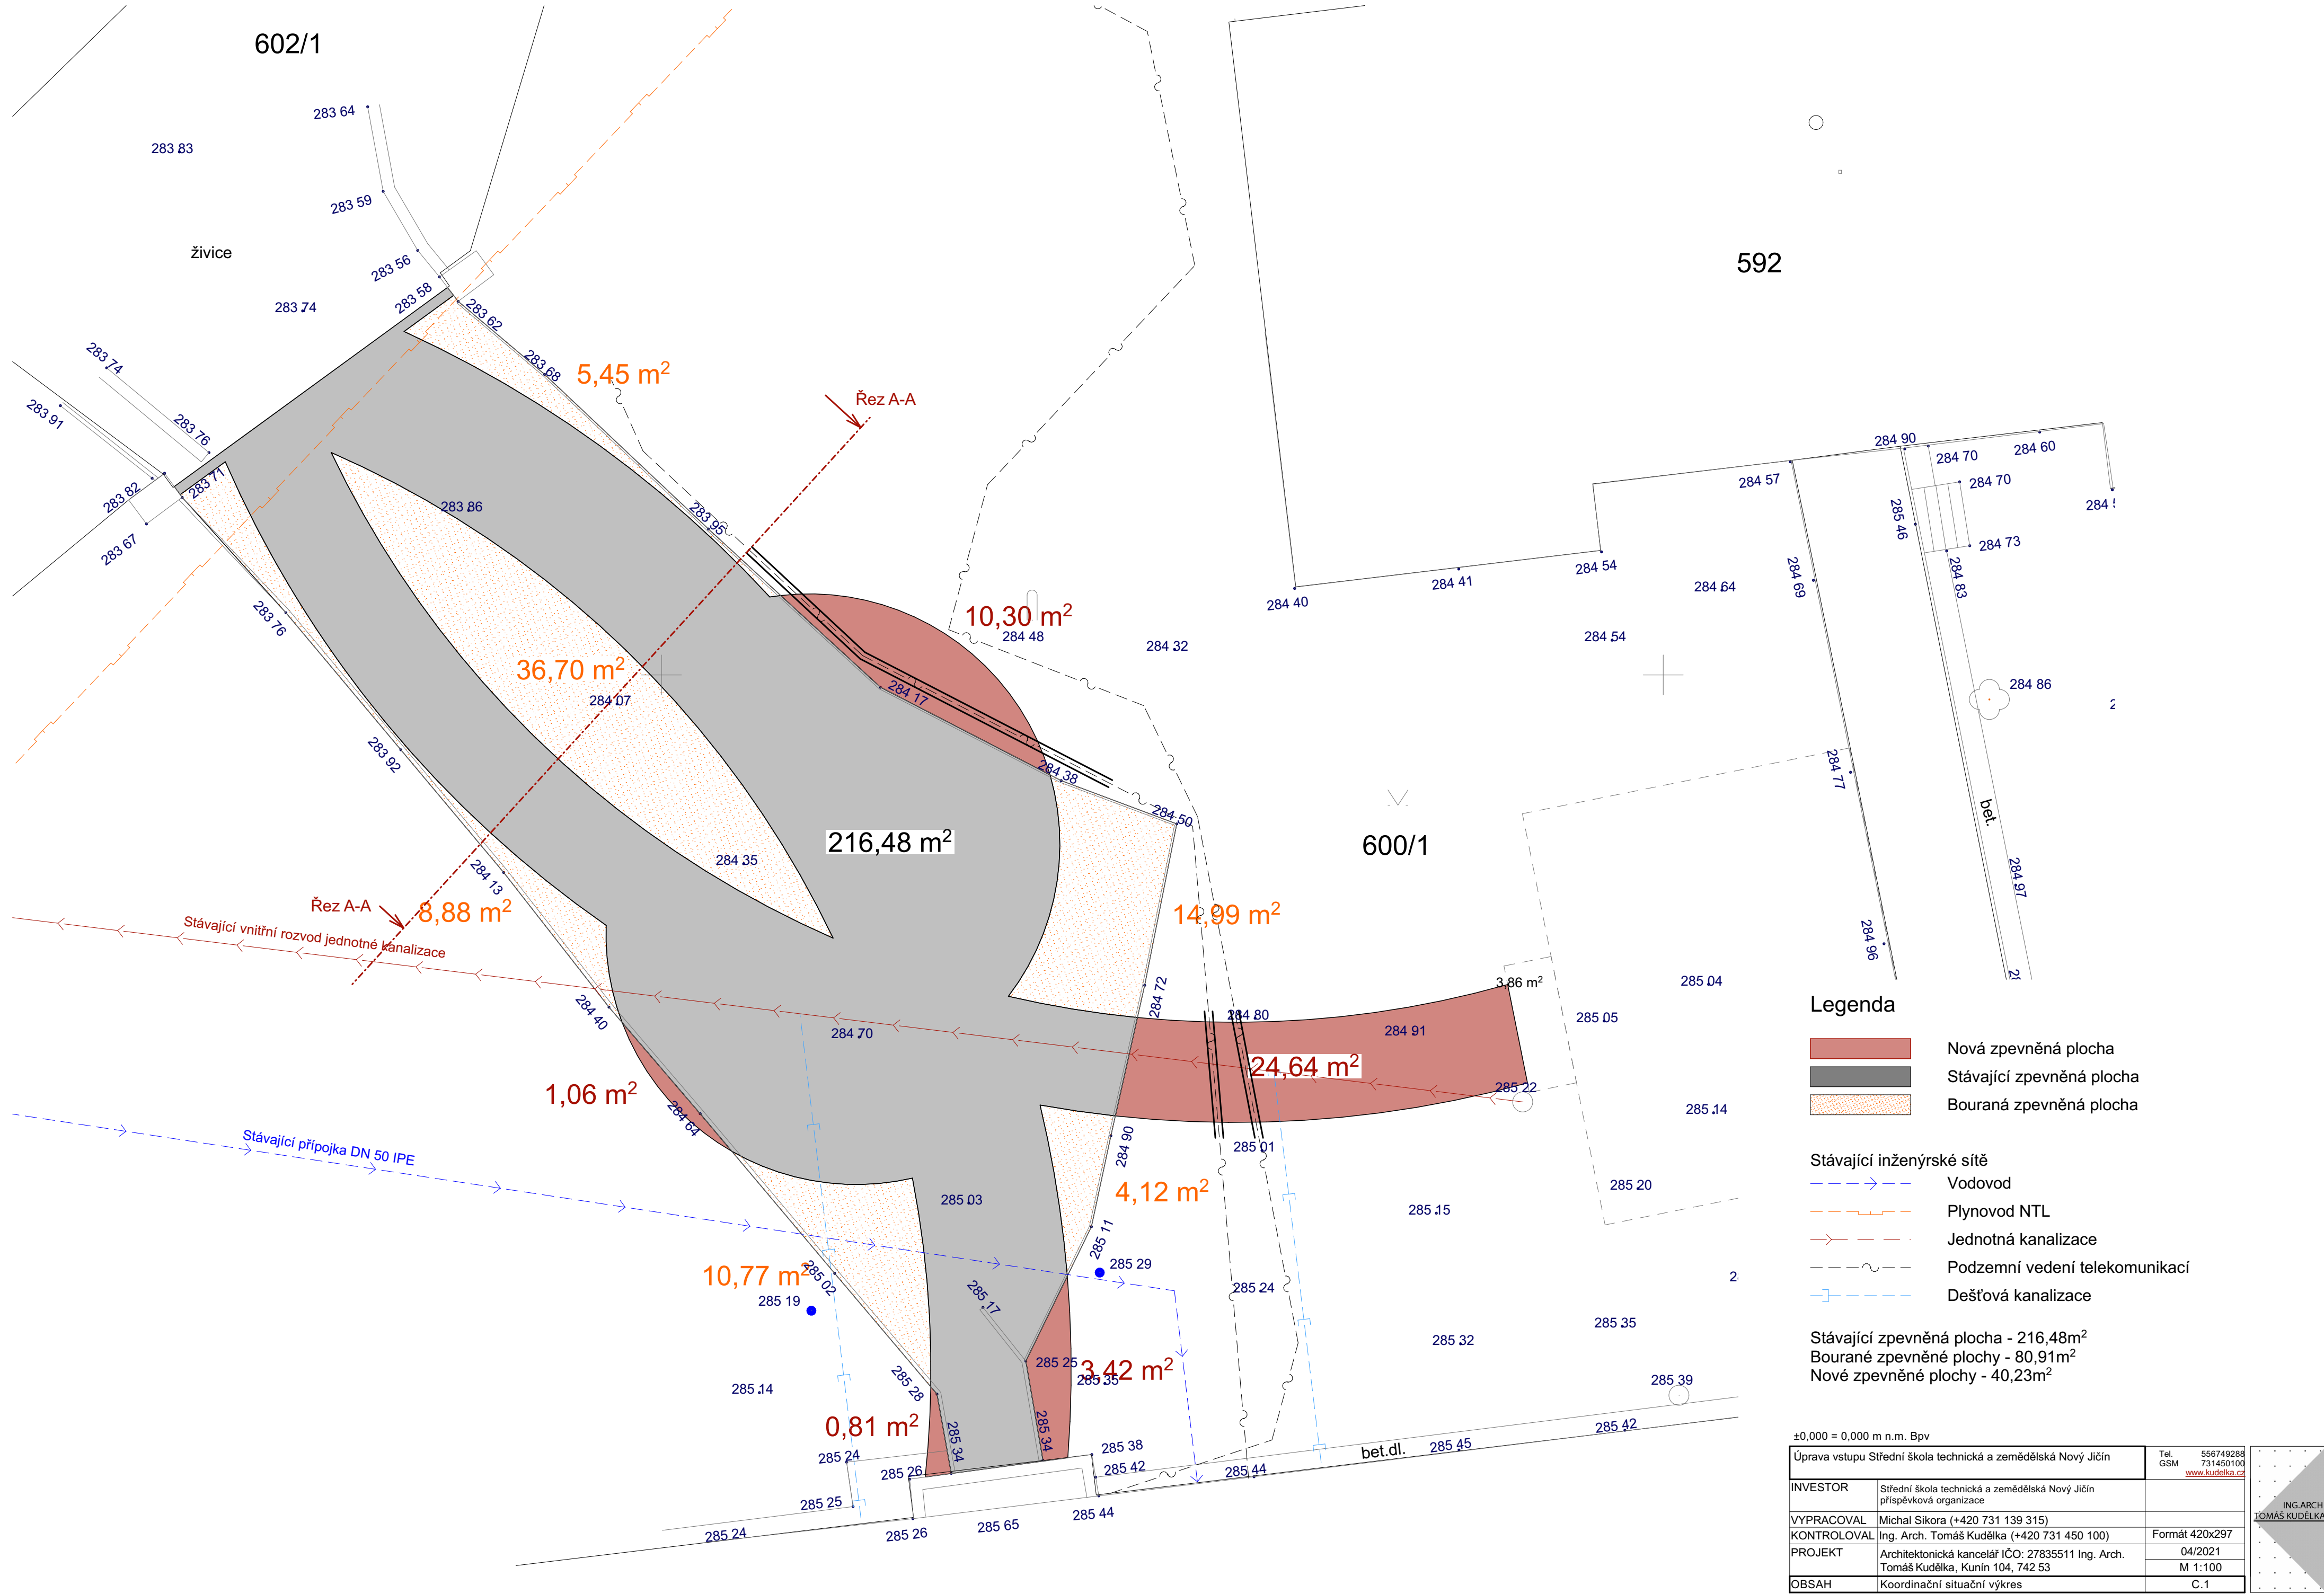 602/1
283 64
283 83
283 59
živice
283 56
283 58
283 74
283 62
283 68
5,45 m²
Řez A-A
592
283 74
283 91
283 76
283 82
283 71
283 67
283 86
283 95
284 90
284 60
284 70
284 57
284 70
285 46
284 73
284 83
284 54
284 41
284 40
284 64
284 69
10,30 m²
284 48
284 32
284 54
283 76
36,70 m²
284 07
284 17
284 86
283 92
284 38
284 77
284 50
bet.
216,48 m²
600/1
284 35
284 13
284 97
Řez A-A
8,88 m²
14,99 m²
Stávající vnitřní rozvod jednotné kanalizace
284 96
284 72
3,86 m²
285 04
284 40
284 70
284 80
284 91
285 05
24,64 m²
285 22
1,06 m²
284 64
285 14
Stávající přípojka DN 50 IPE
284 90
285 01
4,12 m²
285 03
285 20
285 15
285 11
285 29
10,77 m²
285 02
285 19
285 17
285 24
285 35
285 32
285 25
3,42 m²
285 35
285 14
285 28
285 39
0,81 m²
285 34
285 34
285 38
285 42
bet.dl.
285 45
285 24
285 26
285 42
285 44
285 25
285 44
285 24
285 26
285 65
Legenda
Nová zpevněná plocha
Stávající zpevněná plocha
Bouraná zpevněná plocha
Stávající inženýrské sítě
Vodovod
Plynovod NTL
Jednotná kanalizace
Podzemní vedení telekomunikací
Dešťová kanalizace
Stávající zpevněná plocha - 216,48m²
Bourané zpevněné plochy - 80,91m²
Nové zpevněné plochy - 40,23m²
±0,000 = 0,000 m n.m. Bpv
Úprava vstupu Střední škola technická a zemědělská Nový Jičín
Tel. 556749288
GSM 731450100
www.kudelka.cz
INVESTOR Střední škola technická a zemědělská Nový Jičín
příspěvková organizace
VYPRACOVAL Michal Sikora (+420 731 139 315)
KONTROLOVAL Ing. Arch. Tomáš Kudělka (+420 731 450 100) Formát 420x297
PROJEKT Architektonická kancelář IČO: 27835511 Ing. Arch.
Tomáš Kudělka, Kunín 104, 742 53
04/2021
M 1:100
OBSAH Koordinační situační výkres C.1
ING.ARCH
TOMÁŠ KUDĚLKA